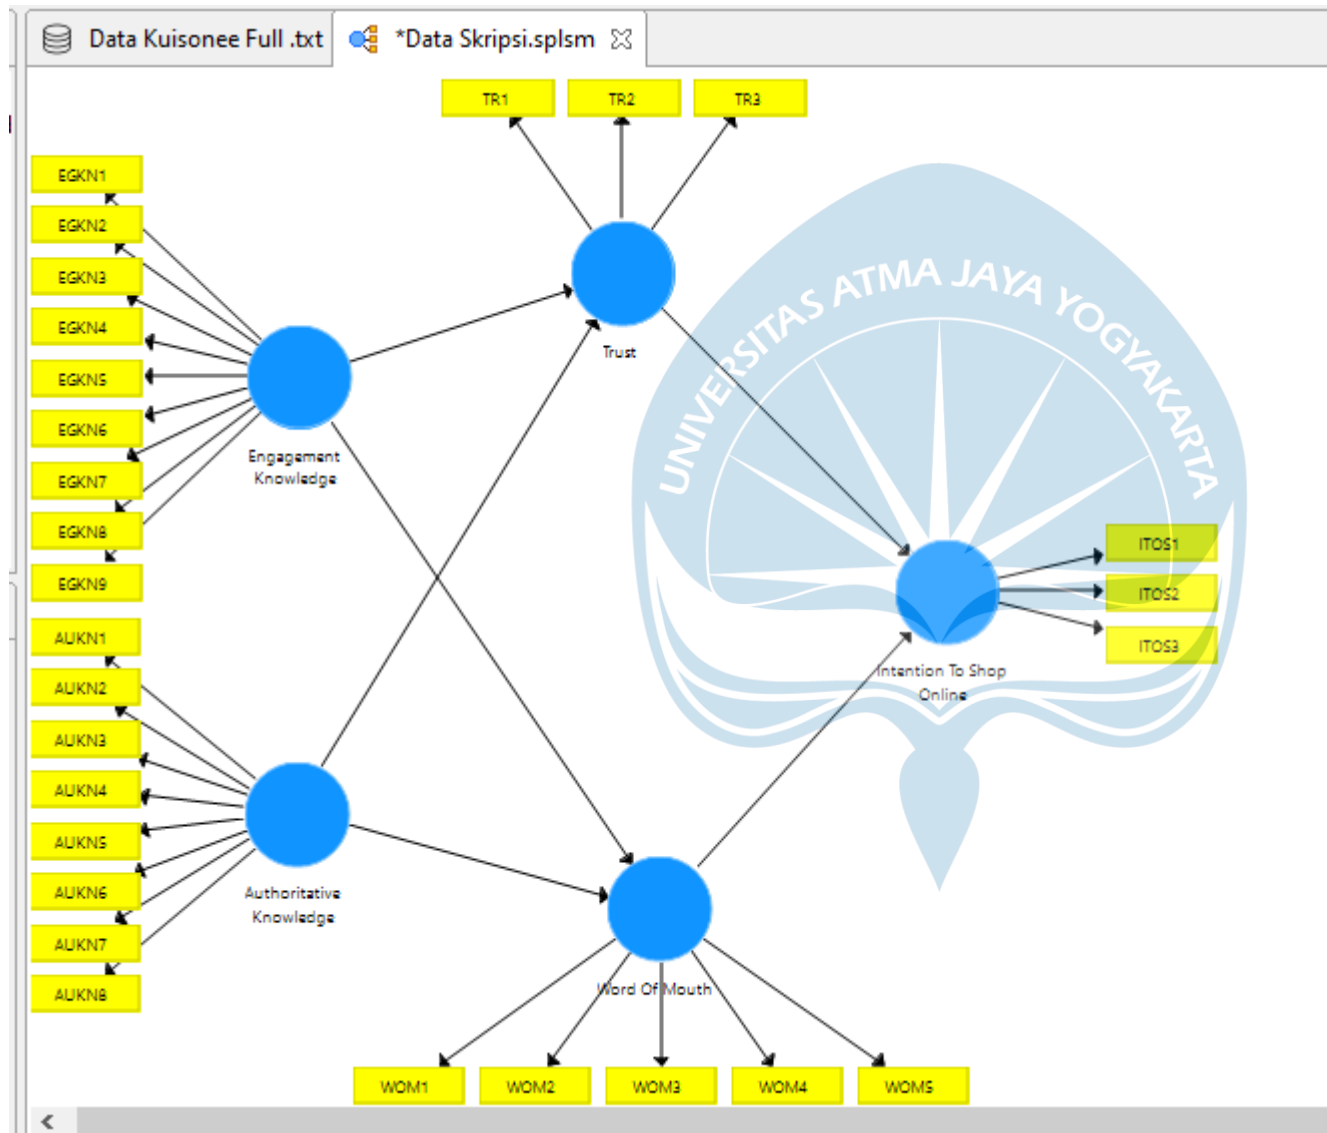 Data Kuisonee Full .txt
*Data Skripsi.splsm
TR1
TR2
TR3
EGKN1
EGKN2
EGKN3
EGKN4
EGKN5
EGKN6
EGKN7
EGKN8
EGKN9
Engagement
Knowledge
Trust
UNIVERSITAS ATMA JAYA YOGYAKARTA
ITOS1
ITOS2
ITOS3
Intention To Shop
Online
AUKN1
AUKN2
AUKN3
AUKN4
AUKN5
AUKN6
AUKN7
AUKN8
Authoritative
Knowledge
Word Of Mouth
WOM1
WOM2
WOM3
WOM4
WOM5